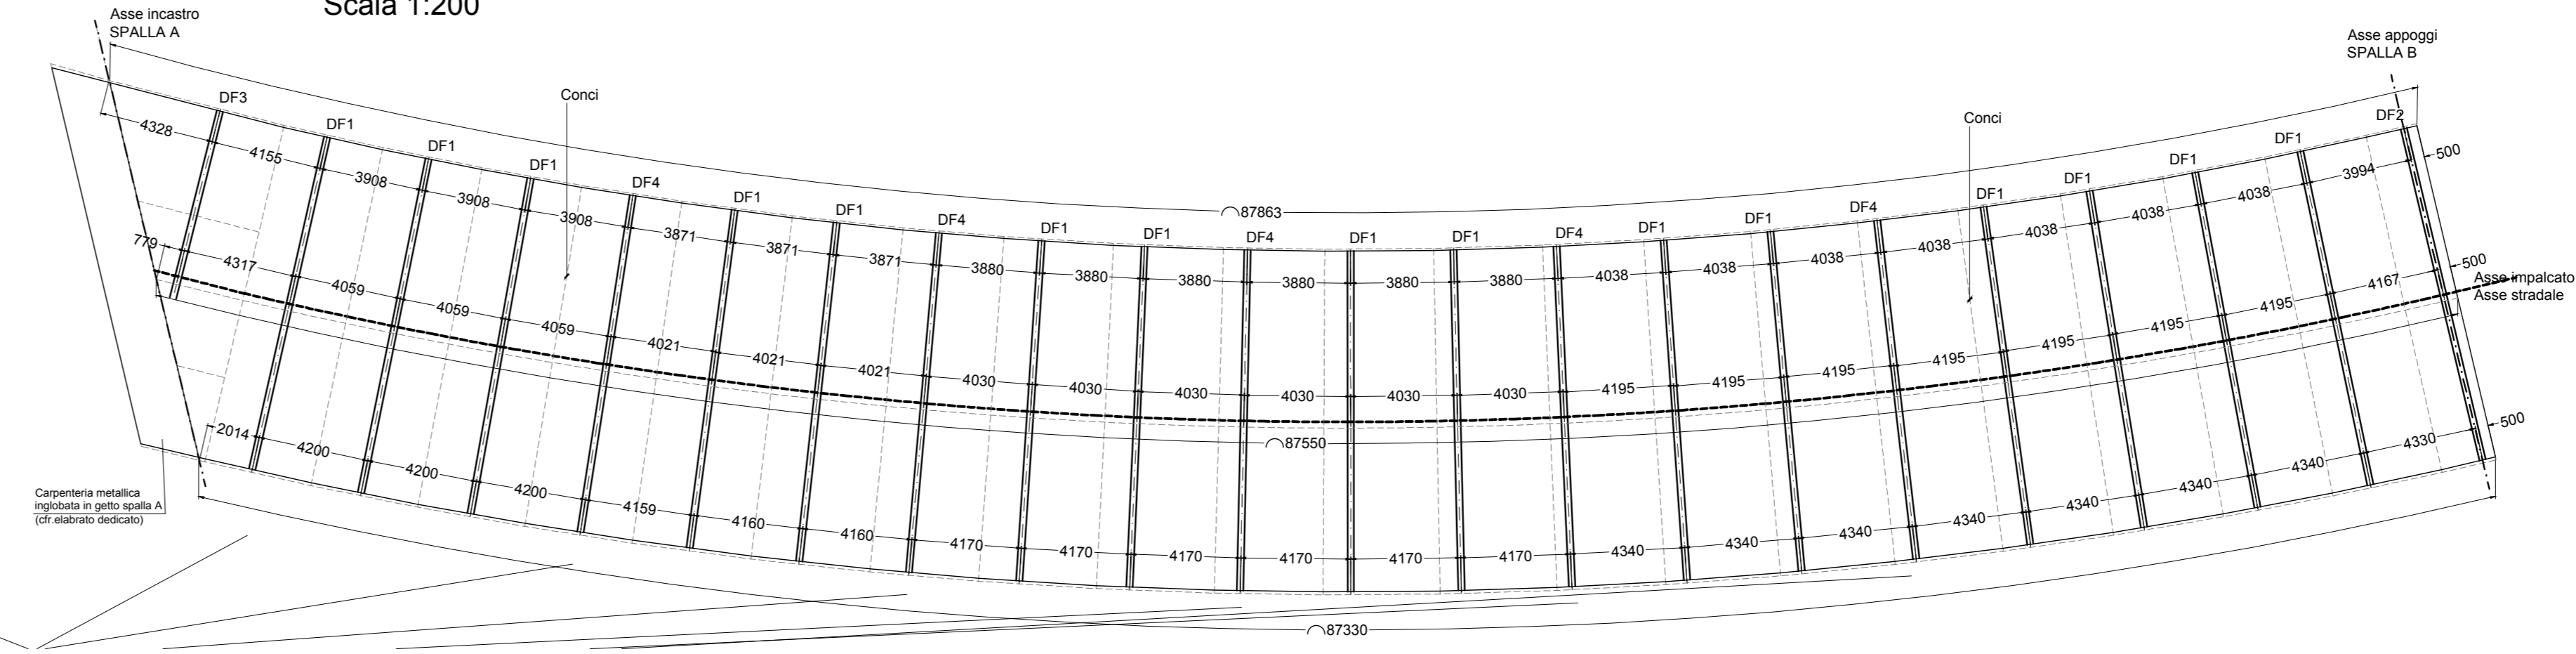 Scala 1:200
Asse incastro
SPALLA A
Asse appoggi
SPALLA B
Conci
Conci
DF3
DF1
DF1
DF1
DF4
DF1
DF1
DF4
DF1
DF1
DF4
DF1
DF1
DF4
DF1
DF1
DF4
DF1
DF1
DF1
DF1
DF2
87863
4328
4155
3908
3908
3908
3871
3871
3871
3880
3880
3880
3880
3880
3880
4038
4038
4038
4038
4038
4038
4038
3994
500
779
4317
4059
4059
4059
4021
4021
4021
4030
4030
4030
4030
4030
4030
4195
4195
4195
4195
4195
4195
4195
4167
500
Asse impalcato
Asse stradale
87550
2014
4200
4200
4200
4159
4160
4160
4170
4170
4170
4170
4170
4170
4340
4340
4340
4340
4340
4340
4340
4330
500
Carpenteria metallica
inglobata in getto spalla A
(cfr.elabrato dedicato)
87330